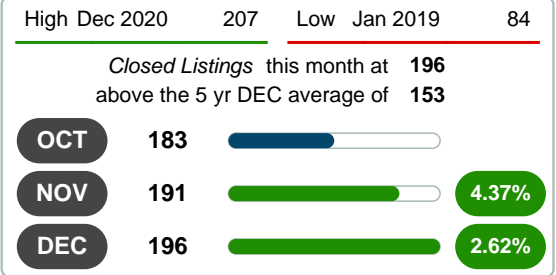 High Dec 2020 207 Low Jan 2019 84
Closed Listings this month at 196
above the 5 yr DEC average of 153
OCT 183
NOV 191 4.37%
DEC 196 2.62%